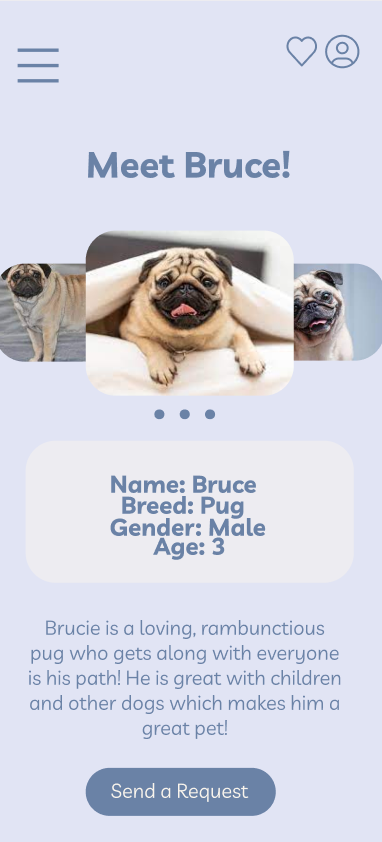 Meet Bruce!
Name: Bruce
Breed: Pug
Gender: Male
Age: 3
Brucie is a loving, rambunctious
pug who gets along with everyone
is his path! He is great with children
and other dogs which makes him a
great pet!
Send a Request